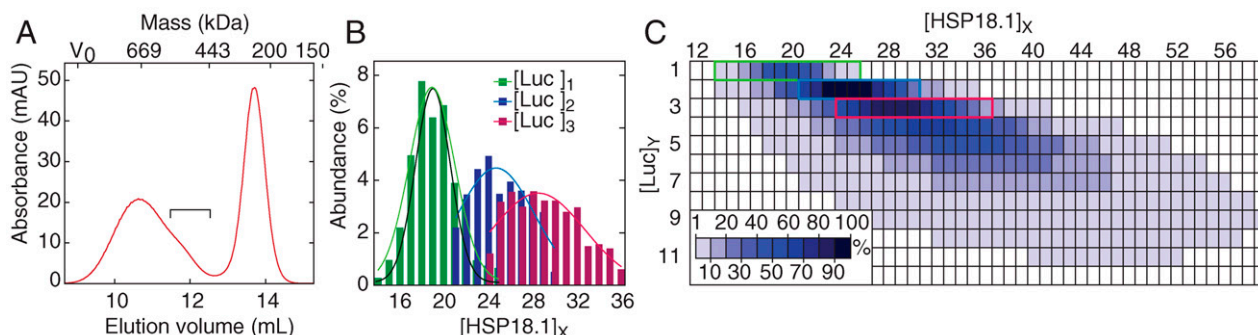 A
Mass (kDa)
V0 669 443 200 150
Absorbance (mAU)
50
40
30
20
10
0
10 12 14
Elution volume (mL)
B
[Luc ]1
[Luc ]2
[Luc ]3
Abundance (%)
8
6
4
2
0
16 20 24 28 32 36
[HSP18.1]X
C
[HSP18.1]X
12 16 20 24 28 32 36 40 44 48 52 56
[Luc]Y
1
3
5
7
9
11
1 20 40 60 80 100
%
10 30 50 70 90